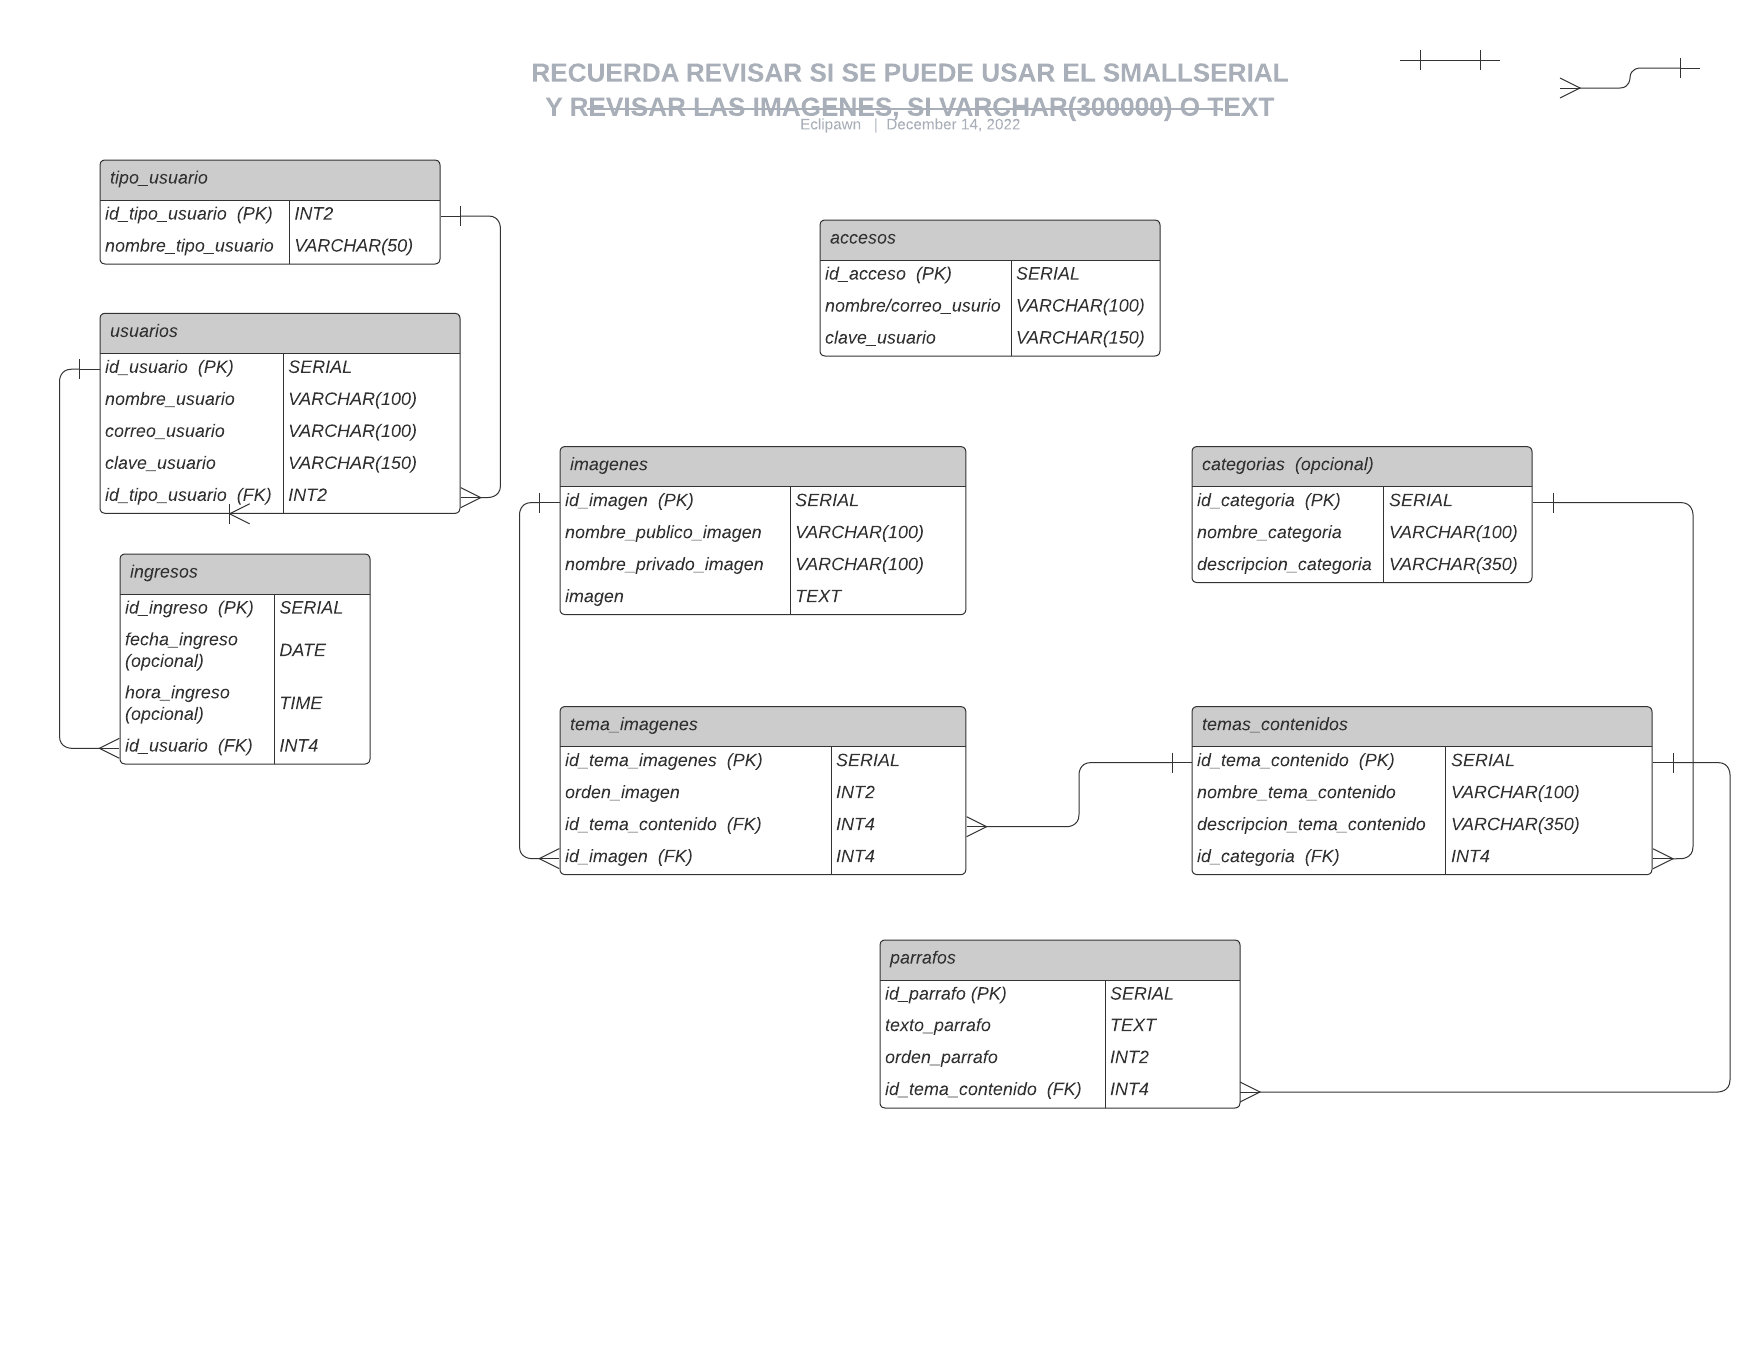 RECUERDA REVISAR SI SE PUEDE USAR EL SMALLSERIAL
Y REVISAR LAS IMAGENES, SI VARCHAR(300000) O TEXT
Eclipawn | December 14, 2022
tipo_usuario
id_tipo_usuario (PK) INT2
nombre_tipo_usuario VARCHAR(50)
accesos
id_acceso (PK) SERIAL
nombre/correo_usurio VARCHAR(100)
clave_usuario VARCHAR(150)
usuarios
id_usuario (PK) SERIAL
nombre_usuario VARCHAR(100)
correo_usuario VARCHAR(100)
clave_usuario VARCHAR(150)
id_tipo_usuario (FK) INT2
imagenes
id_imagen (PK) SERIAL
nombre_publico_imagen VARCHAR(100)
nombre_privado_imagen VARCHAR(100)
imagen TEXT
categorias (opcional)
id_categoria (PK) SERIAL
nombre_categoria VARCHAR(100)
descripcion_categoria VARCHAR(350)
ingresos
id_ingreso (PK) SERIAL
fecha_ingreso
(opcional) DATE
hora_ingreso
(opcional) TIME
id_usuario (FK) INT4
tema_imagenes
id_tema_imagenes (PK) SERIAL
orden_imagen INT2
id_tema_contenido (FK) INT4
id_imagen (FK) INT4
temas_contenidos
id_tema_contenido (PK) SERIAL
nombre_tema_contenido VARCHAR(100)
descripcion_tema_contenido VARCHAR(350)
id_categoria (FK) INT4
parrafos
id_parrafo (PK) SERIAL
texto_parrafo TEXT
orden_parrafo INT2
id_tema_contenido (FK) INT4